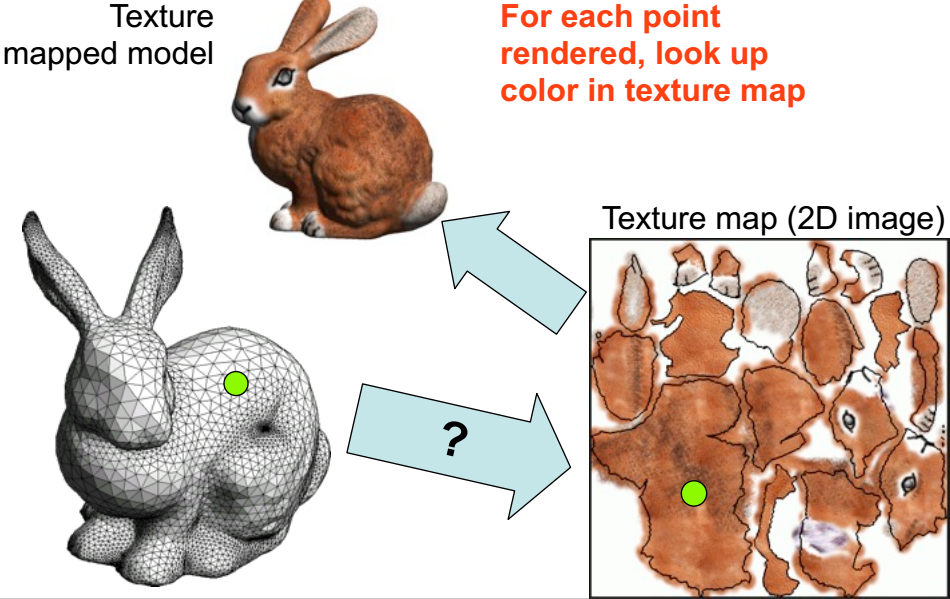 Texture
mapped model
For each point
rendered, look up
color in texture map
Texture map (2D image)
?